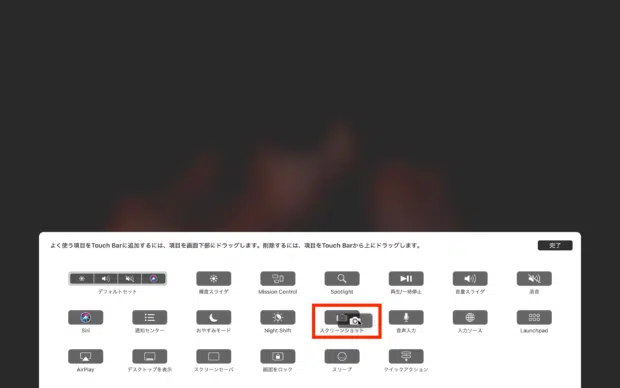 よく使う項目をTouch Barに追加するには、項目を画面下部にドラッグします。削除するには、項目をTouch Barから上にドラッグします。 完了
デフォルトセット 輝度スライダ Mission Control Spotlight 再生/一時停止 音量スライダ 消音
Siri 通知センター おやすみモード Night Shift スクリーンショット 音声入力 入力ソース Launchpad
AirPlay デスクトップを表示 スクリーンセーバ 画面をロック スリープ クイックアクション